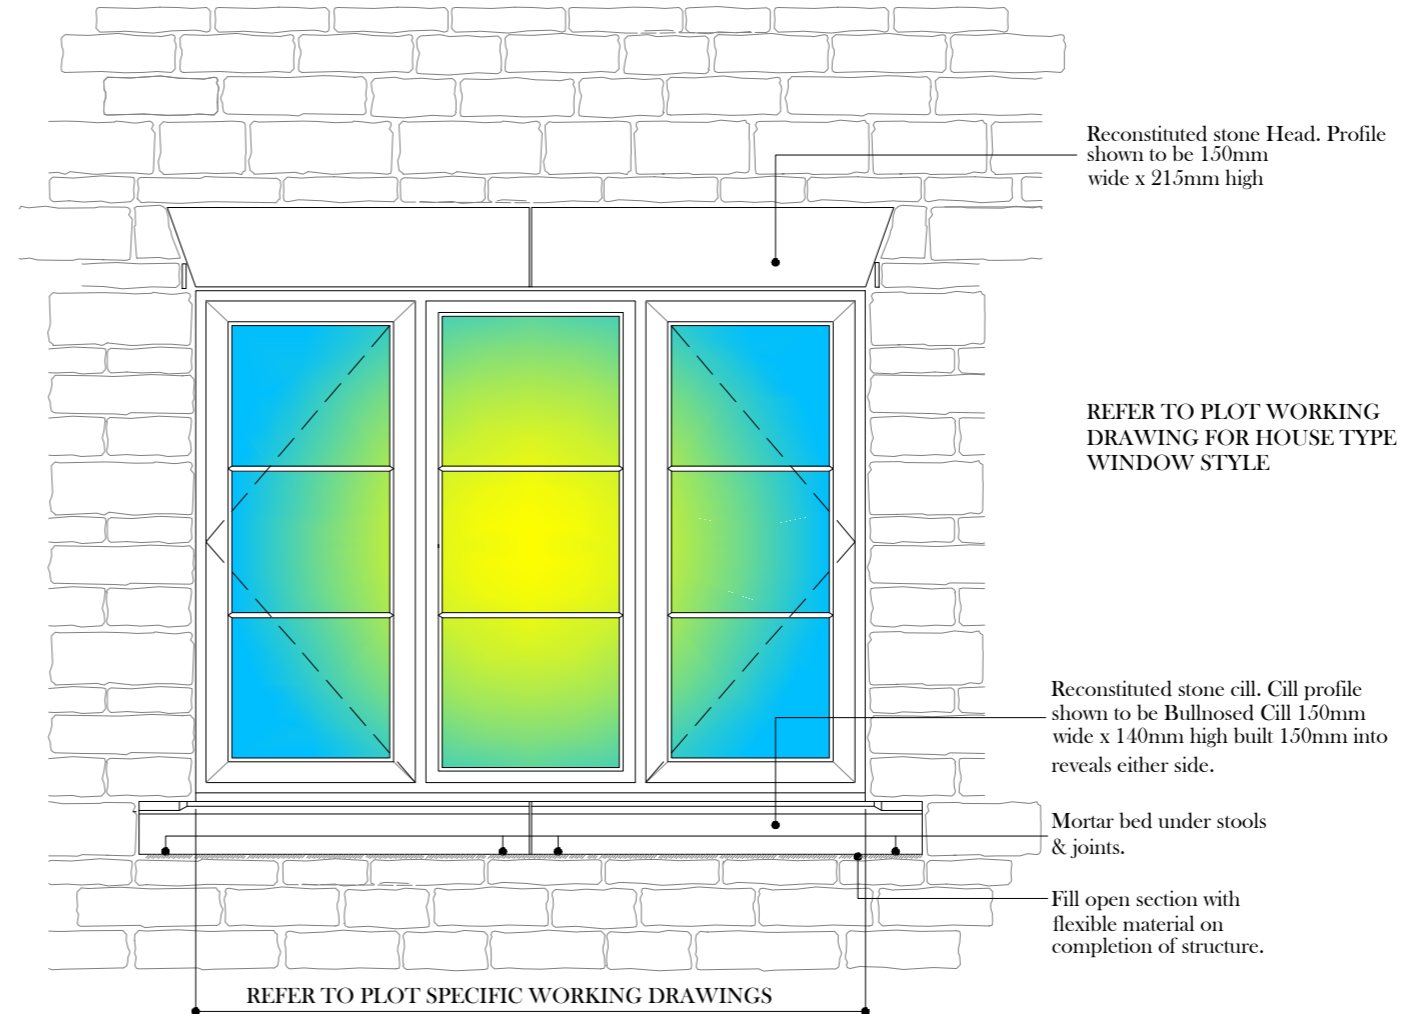 Reconstituted stone Head. Profile
shown to be 150mm
wide x 215mm high
REFER TO PLOT WORKING
DRAWING FOR HOUSE TYPE
WINDOW STYLE
Reconstituted stone cill. Cill profile
shown to be Bullnosed Cill 150mm
wide x 140mm high built 150mm into
reveals either side.
Mortar bed under stools
& joints.
Fill open section with
flexible material on
completion of structure.
REFER TO PLOT SPECIFIC WORKING DRAWINGS